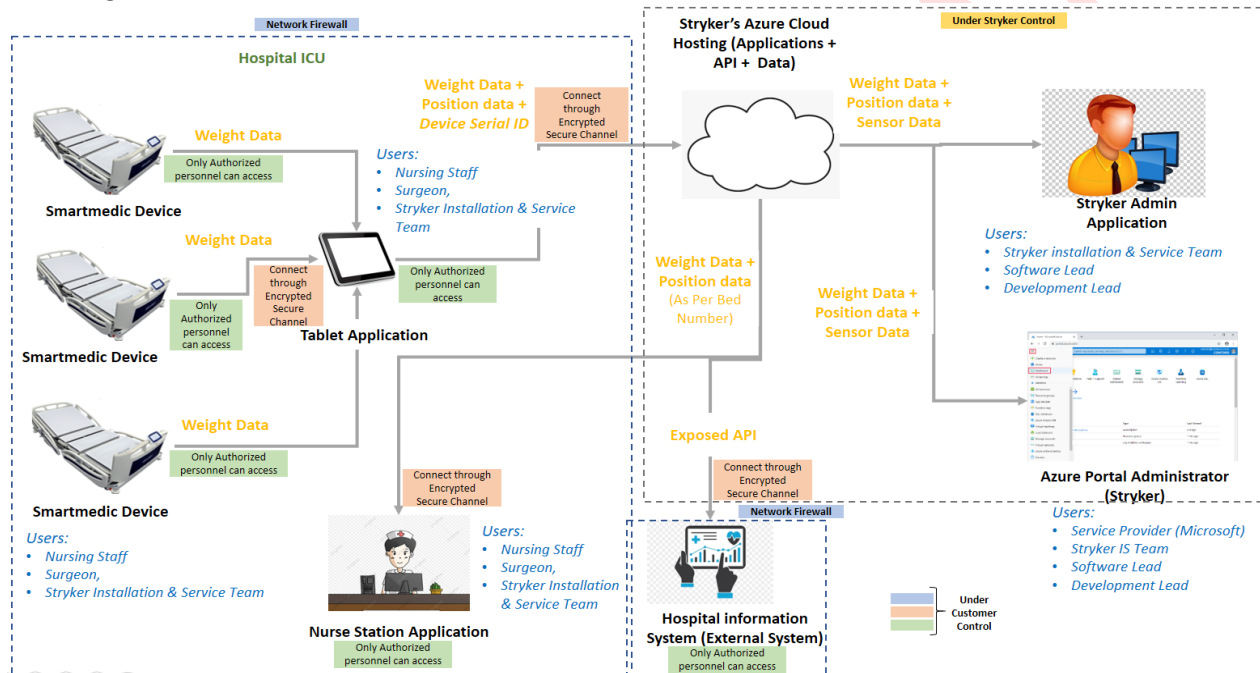 Network Firewall
Hospital ICU
Weight Data
Only Authorized
personnel can access
Smartmedic Device
Weight Data
Only
Authorized
personnel
can access
Connect
through
Encrypted
Secure
Channel
Smartmedic Device
Weight Data
Only Authorized
personnel can access
Smartmedic Device
Users:
• Nursing Staff
• Surgeon,
• Stryker Installation & Service Team
Weight Data +
Position data +
Device Serial ID
Connect
through
Encrypted
Secure Channel
Users:
• Nursing Staff
• Surgeon,
• Stryker Installation & Service
Team
Only Authorized
personnel can
access
Tablet Application
Connect through
Encrypted
Secure Channel
Users:
• Nursing Staff
• Surgeon,
• Stryker Installation
& Service Team
Nurse Station Application
Only Authorized
personnel can access
Stryker's Azure Cloud
Hosting (Applications +
API + Data)
Under Stryker Control
Weight Data +
Position data +
Sensor Data
Stryker Admin
Application
Users:
• Stryker installation & Service Team
• Software Lead
• Development Lead
Weight Data +
Position data
(As Per Bed
Number)
Weight Data +
Position data +
Sensor Data
Exposed API
Connect through
Encrypted
Secure Channel
Network Firewall
Hospital information
System (External System)
Only Authorized
personnel can access
Azure Portal Administrator
(Stryker)
Users:
• Service Provider (Microsoft)
• Stryker IS Team
• Software Lead
• Development Lead
Under
Customer
Control